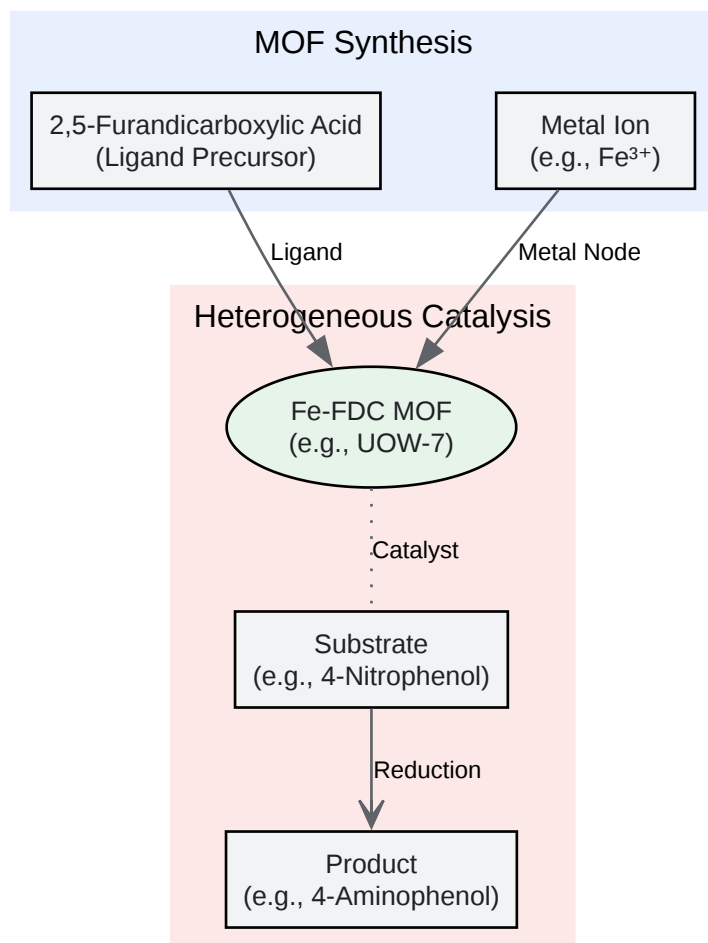 MOF Synthesis
2,5-Furandicarboxylic Acid
(Ligand Precursor)
Metal Ion
(e.g., Fe³⁺)
Ligand
Metal Node
Heterogeneous Catalysis
Fe-FDC MOF
(e.g., UOW-7)
Catalyst
Substrate
(e.g., 4-Nitrophenol)
Reduction
Product
(e.g., 4-Aminophenol)